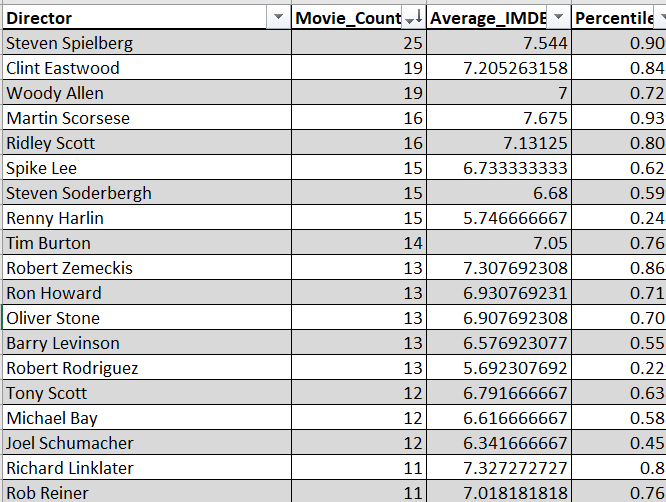 Director Movie_Count Average_IMDB Percentile
Steven Spielberg 25 7.544 0.90
Clint Eastwood 19 7.205263158 0.84
Woody Allen 19 7 0.72
Martin Scorsese 16 7.675 0.93
Ridley Scott 16 7.13125 0.80
Spike Lee 15 6.733333333 0.62
Steven Soderbergh 15 6.68 0.59
Renny Harlin 15 5.746666667 0.24
Tim Burton 14 7.05 0.76
Robert Zemeckis 13 7.307692308 0.86
Ron Howard 13 6.930769231 0.71
Oliver Stone 13 6.907692308 0.70
Barry Levinson 13 6.576923077 0.55
Robert Rodriguez 13 5.692307692 0.22
Tony Scott 12 6.791666667 0.63
Michael Bay 12 6.616666667 0.58
Joel Schumacher 12 6.341666667 0.45
Richard Linklater 11 7.327272727 0.8
Rob Reiner 11 7.018181818 0.76